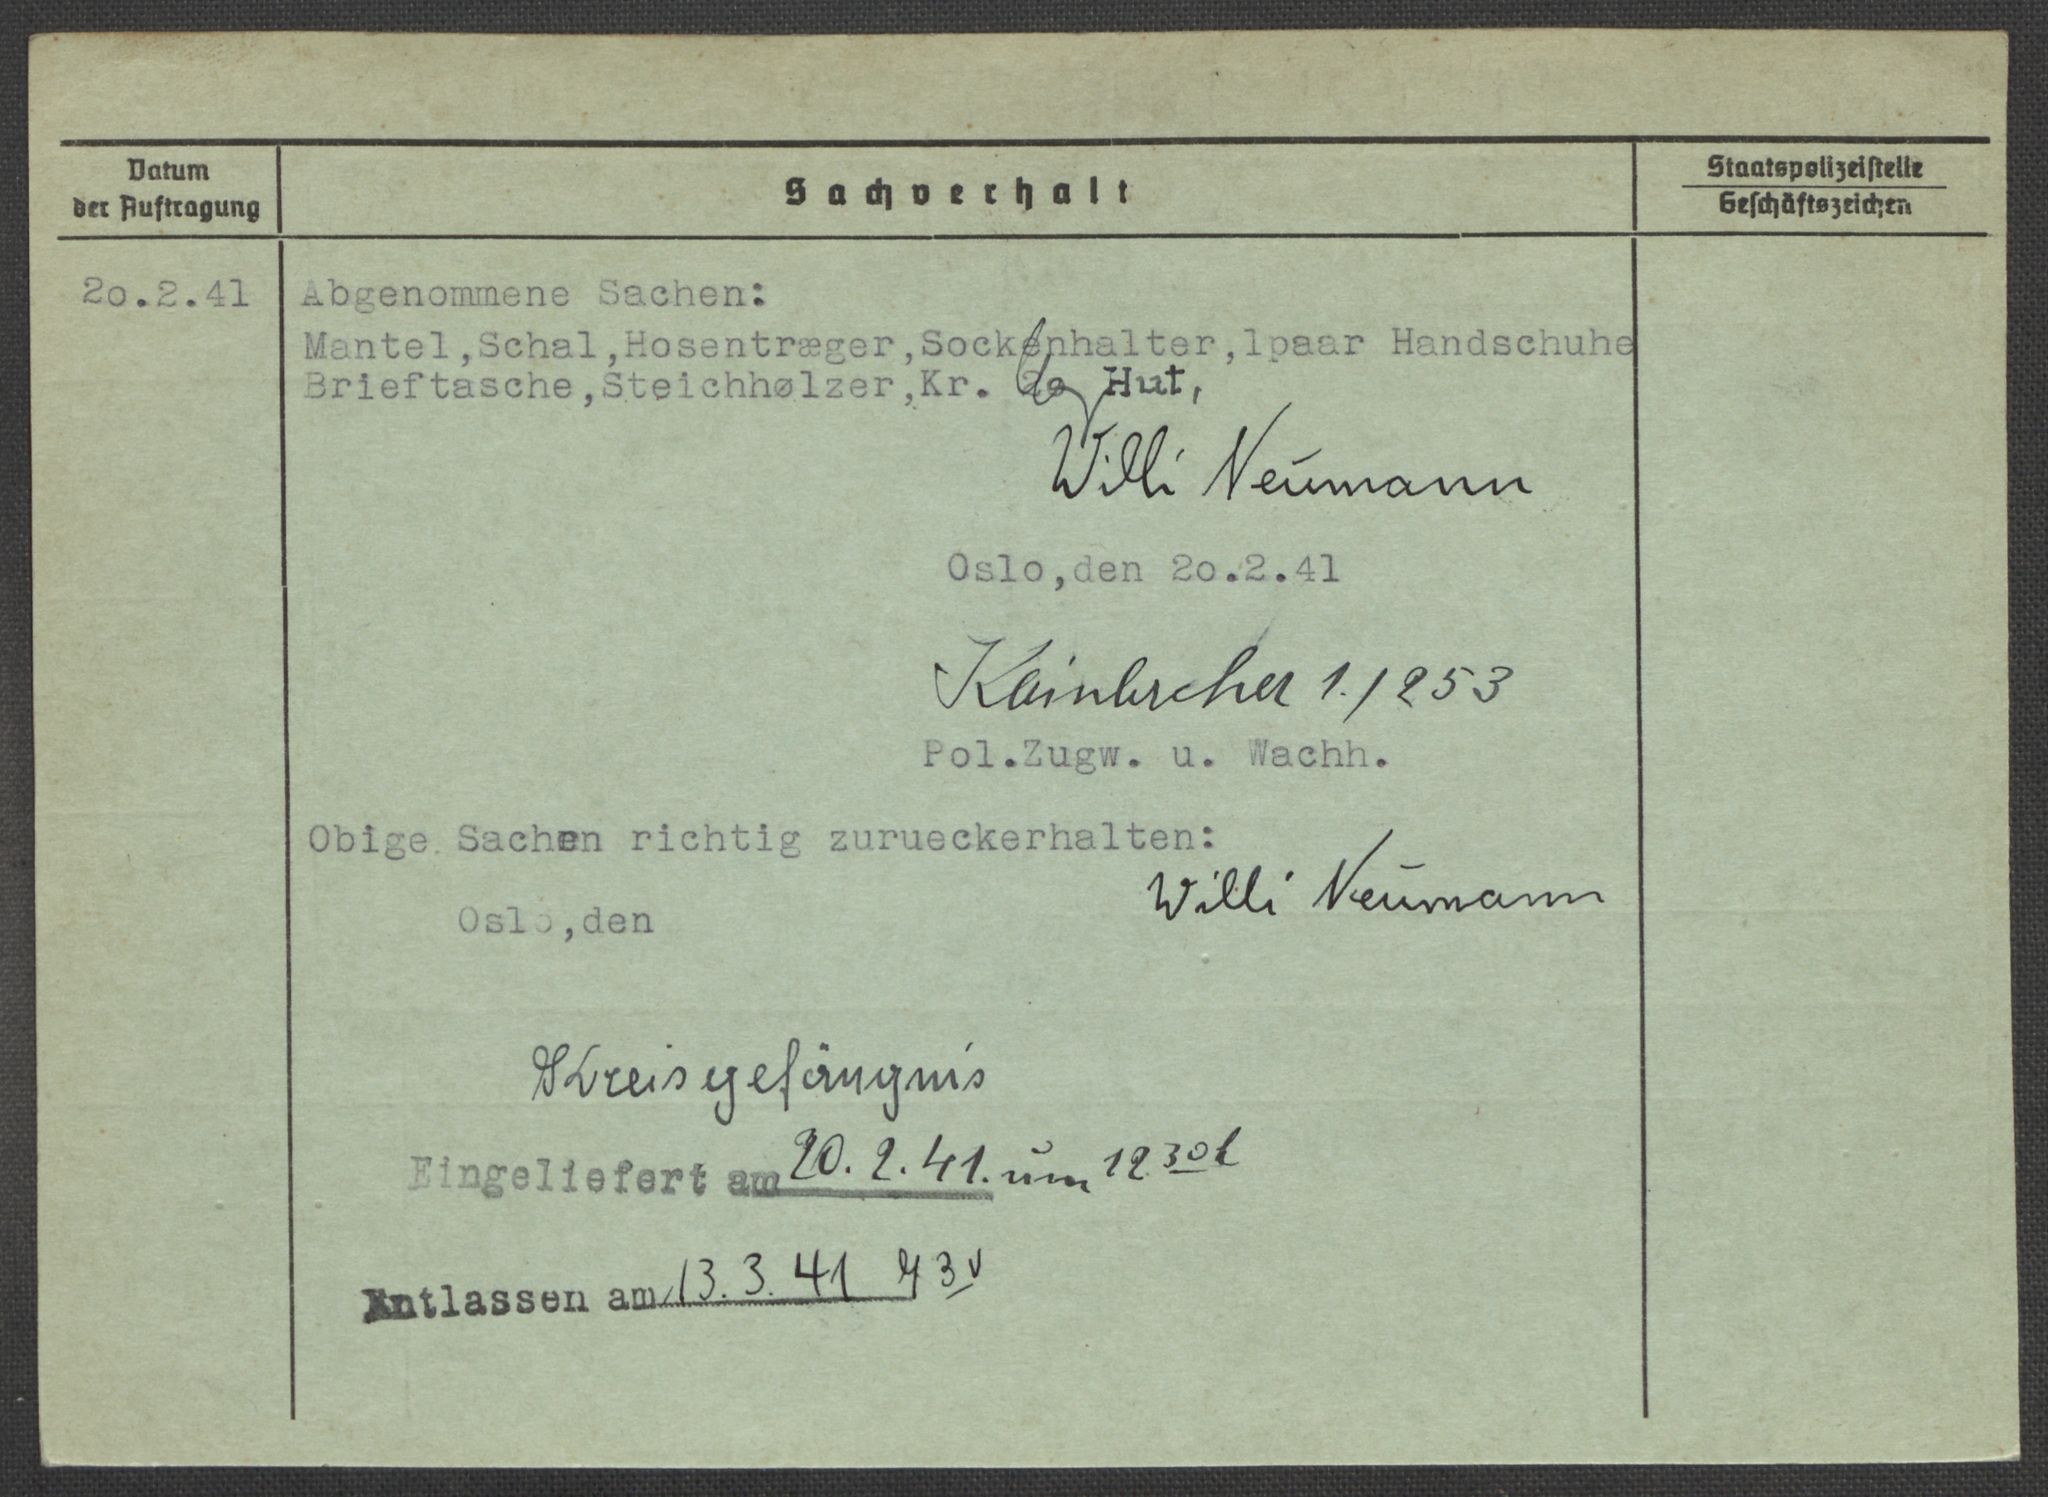 Datum
der Auftragung
Sachverhalt
Staatspolizeistelle
Geschäftszeichen
20.2.41
Abgenommene Sachen:
Mantel,Schal,Hosentræger,Sockenhalter,1paar Handschuhe
Brieftasche,Steichhølzer,Kr. Hut,
Willi Neumann
Oslo,den 20.2.41
1./253
Pol.Zugw. u. Wachh.
Obige Sachen richtig zurueckerhalten:
Willi Neumann
Oslo,den
Kreisgefängnis
Eingeliefert am 20.2.41. um 12 30 h
Entlassen am 13.3.41